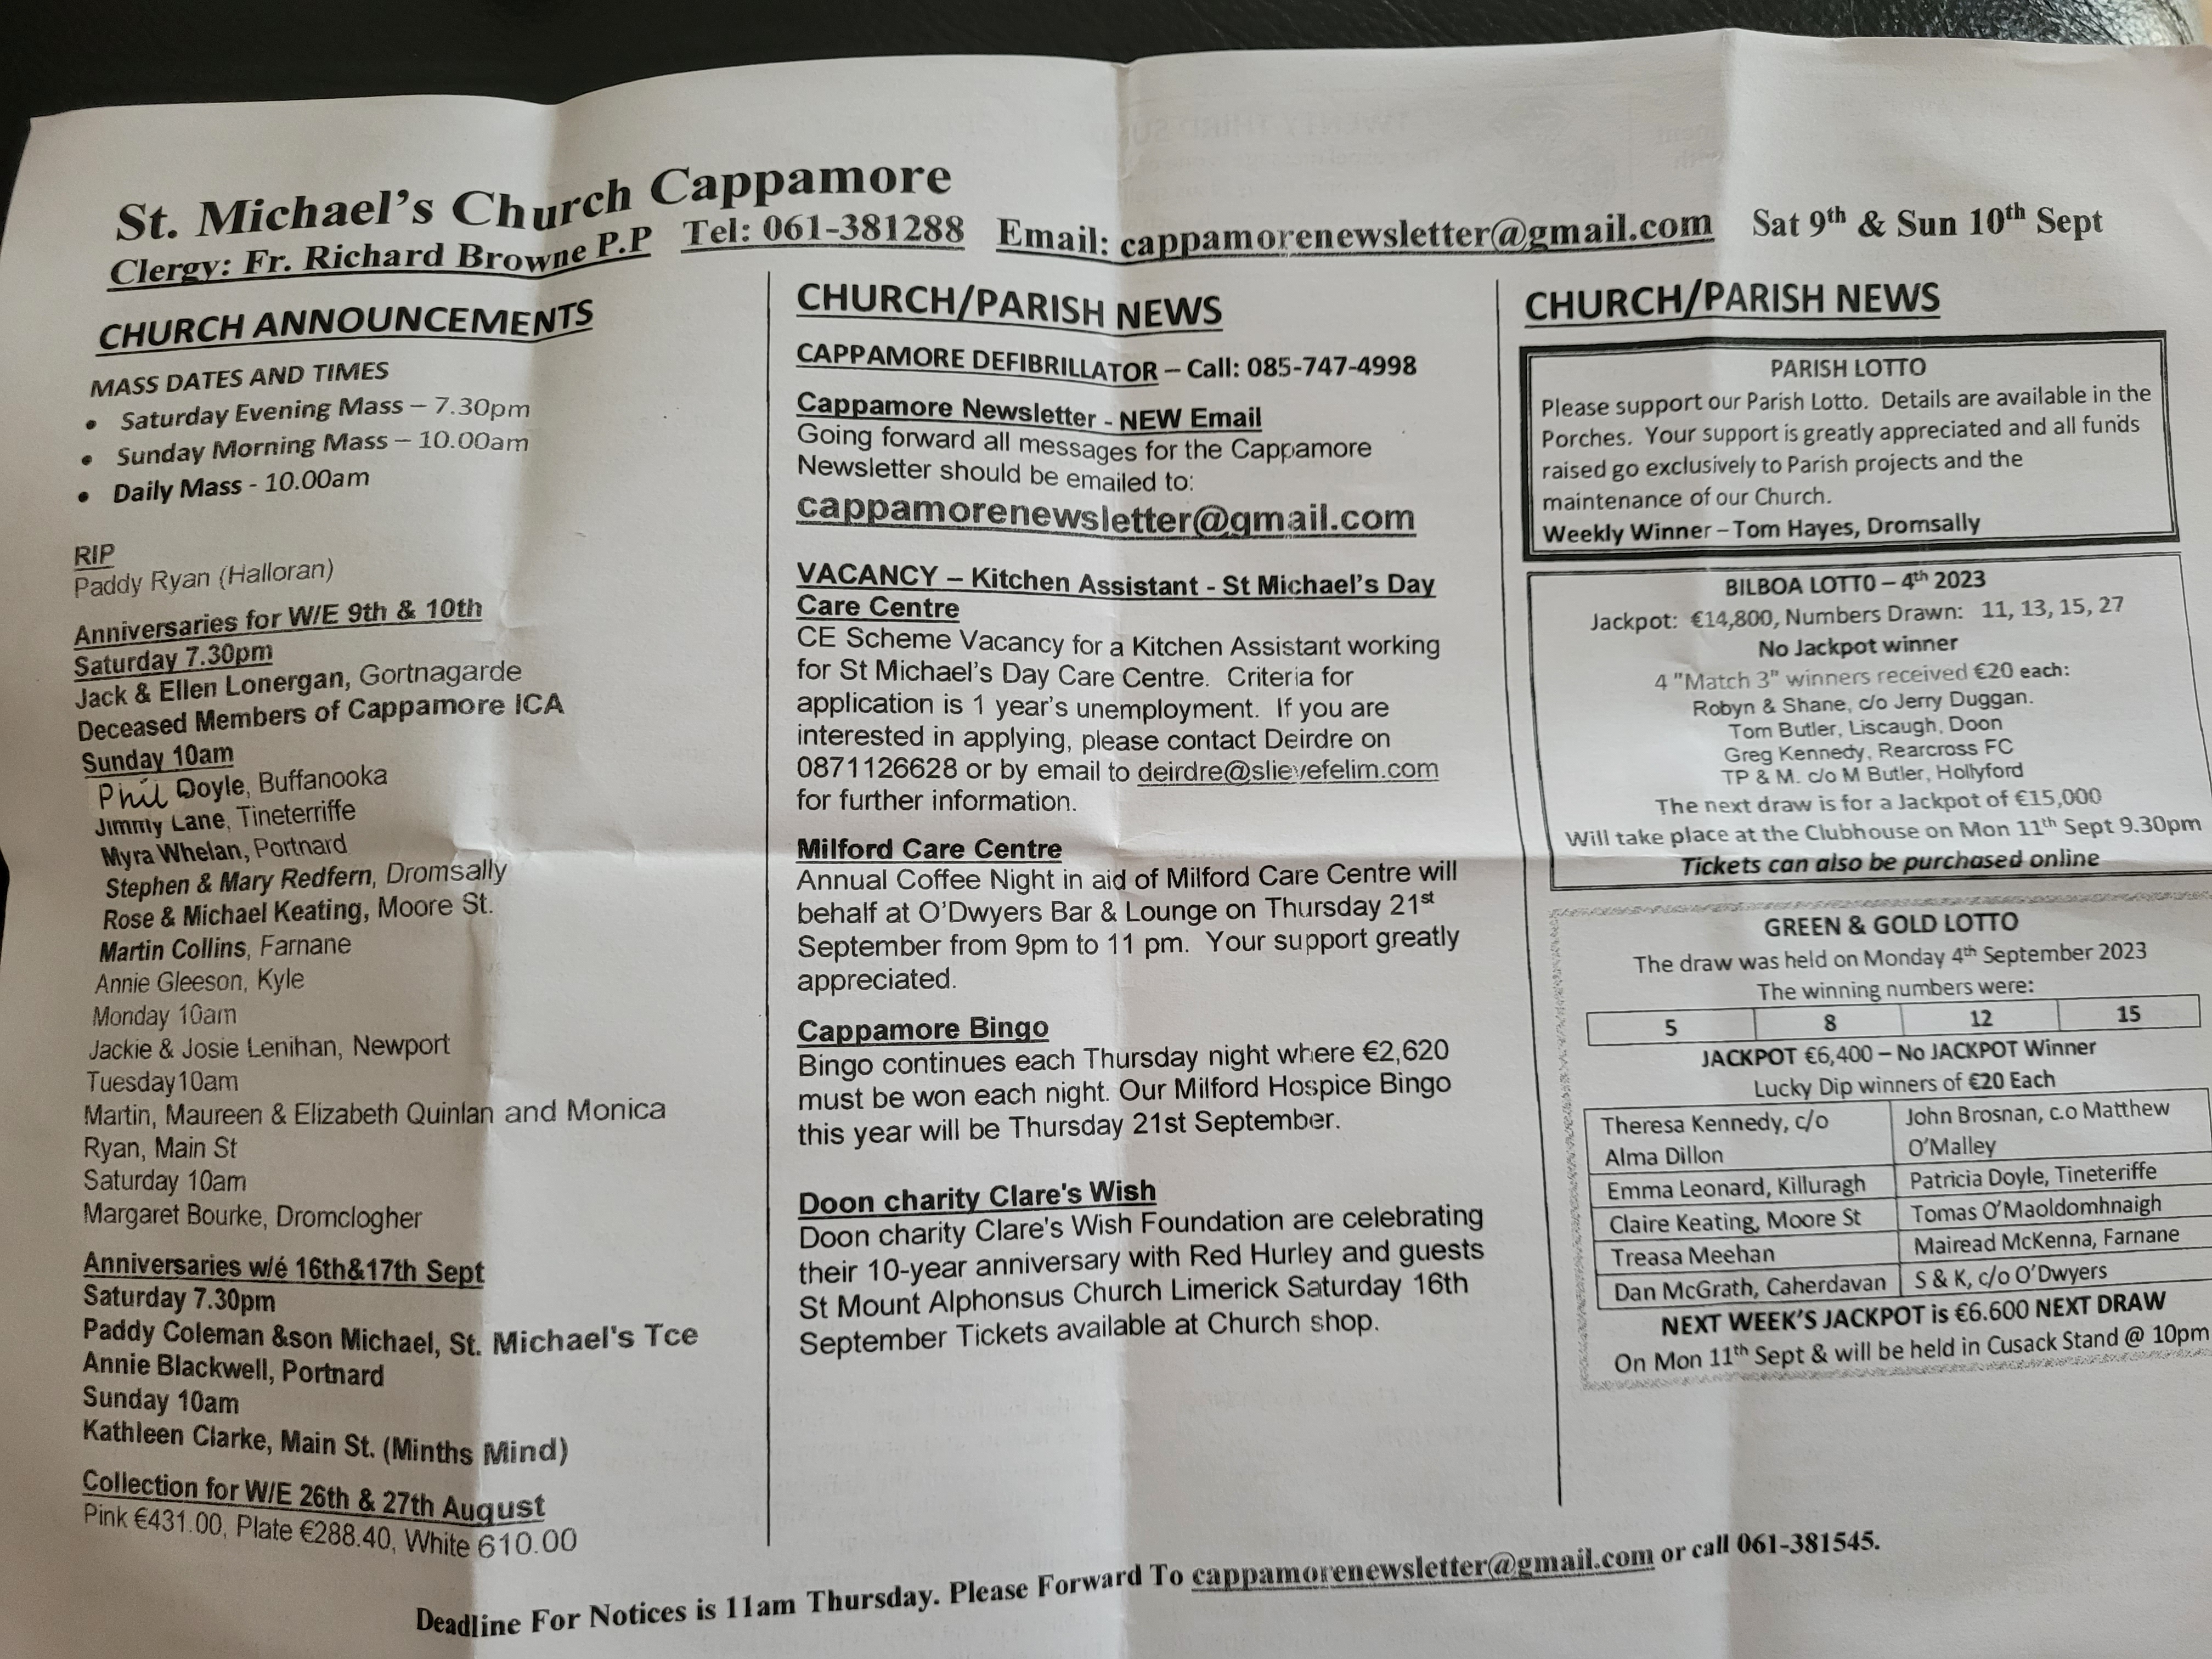 St. Michael's Church Cappamore
Clergy: Fr. Richard Browne P.P Tel: 061-381288 Email: cappamorenewsletter@gmail.com Sat 9th & Sun 10th Sept
CHURCH ANNOUNCEMENTS
MASS DATES AND TIMES
• Saturday Evening Mass – 7.30pm
• Sunday Morning Mass – 10.00am
• Daily Mass - 10.00am
RIP
Paddy Ryan (Halloran)
Anniversaries for W/E 9th & 10th
Saturday 7.30pm
Jack & Ellen Lonergan, Gortnagarde
Deceased Members of Cappamore ICA
Sunday 10am
Phil Doyle, Buffanooka
Jimmy Lane, Tineterriffe
Myra Whelan, Portnard
Stephen & Mary Redfern, Dromsally
Rose & Michael Keating, Moore St.
Martin Collins, Farnane
Annie Gleeson, Kyle
Monday 10am
Jackie & Josie Lenihan, Newport
Tuesday10am
Martin, Maureen & Elizabeth Quinlan and Monica
Ryan, Main St
Saturday 10am
Margaret Bourke, Dromclogher
Anniversaries w/é 16th&17th Sept
Saturday 7.30pm
Paddy Coleman &son Michael, St. Michael's Tce
Annie Blackwell, Portnard
Sunday 10am
Kathleen Clarke, Main St. (Minths Mind)
Collection for W/E 26th & 27th August
Pink €431.00, Plate €288.40, White 610.00
CHURCH/PARISH NEWS
CAPPAMORE DEFIBRILLATOR – Call: 085-747-4998
Cappamore Newsletter - NEW Email
Going forward all messages for the Cappamore
Newsletter should be emailed to:
cappamorenewsletter@gmail.com
VACANCY – Kitchen Assistant - St Michael's Day
Care Centre
CE Scheme Vacancy for a Kitchen Assistant working
for St Michael's Day Care Centre. Criteria for
application is 1 year's unemployment. If you are
interested in applying, please contact Deirdre on
0871126628 or by email to deirdre@slievefelim.com
for further information.
Milford Care Centre
Annual Coffee Night in aid of Milford Care Centre will
behalf at O'Dwyers Bar & Lounge on Thursday 21st
September from 9pm to 11 pm. Your support greatly
appreciated.
Cappamore Bingo
Bingo continues each Thursday night where €2,620
must be won each night. Our Milford Hospice Bingo
this year will be Thursday 21st September.
Doon charity Clare's Wish
Doon charity Clare's Wish Foundation are celebrating
their 10-year anniversary with Red Hurley and guests
St Mount Alphonsus Church Limerick Saturday 16th
September Tickets available at Church shop.
CHURCH/PARISH NEWS
PARISH LOTTO
Please support our Parish Lotto. Details are available in the
Porches. Your support is greatly appreciated and all funds
raised go exclusively to Parish projects and the
maintenance of our Church.
Weekly Winner – Tom Hayes, Dromsally
BILBOA LOTTO – 4th 2023
Jackpot: €14,800, Numbers Drawn: 11, 13, 15, 27
No Jackpot winner
4 "Match 3" winners received €20 each:
Robyn & Shane, c/o Jerry Duggan.
Tom Butler, Liscaugh, Doon
Greg Kennedy, Rearcross FC
TP & M. c/o M Butler, Hollyford
The next draw is for a Jackpot of €15,000
Will take place at the Clubhouse on Mon 11th Sept 9.30pm
Tickets can also be purchased online
GREEN & GOLD LOTTO
The draw was held on Monday 4th September 2023
The winning numbers were:
5 8 12 15
JACKPOT €6,400 – No JACKPOT Winner
Lucky Dip winners of €20 Each
Theresa Kennedy, c/o John Brosnan, c.o Matthew
Alma Dillon O'Malley
Emma Leonard, Killuragh Patricia Doyle, Tineteriffe
Claire Keating, Moore St Tomas O'Maoldomhnaigh
Treasa Meehan Mairead McKenna, Farnane
Dan McGrath, Caherdavan S & K, c/o O'Dwyers
NEXT WEEK'S JACKPOT is €6.600 NEXT DRAW
On Mon 11th Sept & will be held in Cusack Stand @ 10pm
Deadline For Notices is 11am Thursday. Please Forward To cappamorenewsletter@gmail.com or call 061-381545.